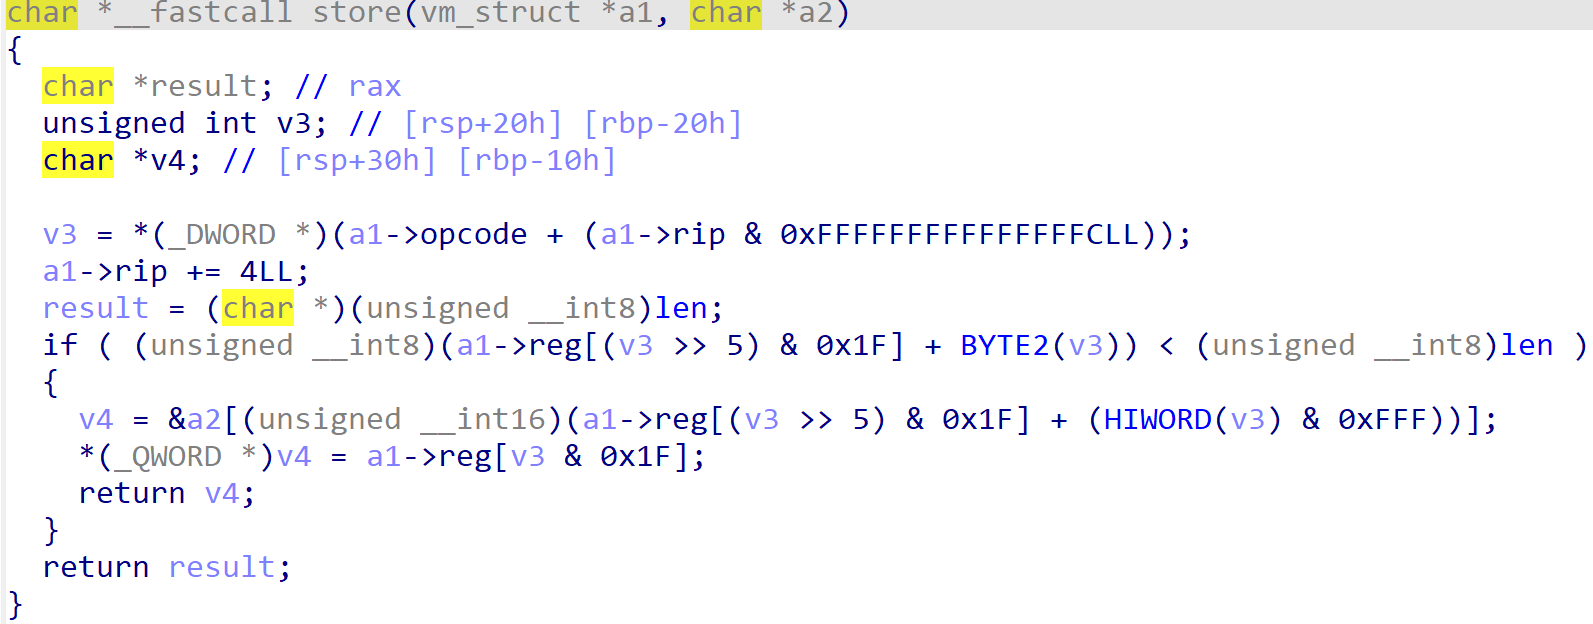 char *__fastcall store(vm_struct *a1, char *a2)
{
  char *result; // rax
  unsigned int v3; // [rsp+20h] [rbp-20h]
  char *v4; // [rsp+30h] [rbp-10h]

  v3 = *(_DWORD *)(a1->opcode + (a1->rip & 0xFFFFFFFFFFFFFFFCLL));
  a1->rip += 4LL;
  result = (char *)(unsigned __int8)len;
  if ( (unsigned __int8)(a1->reg[(v3 >> 5) & 0x1F] + BYTE2(v3)) < (unsigned __int8)len )
  {
    v4 = &a2[(unsigned __int16)(a1->reg[(v3 >> 5) & 0x1F] + (HIWORD(v3) & 0xFFF))];
    *(_QWORD *)v4 = a1->reg[v3 & 0x1F];
    return v4;
  }
  return result;
}